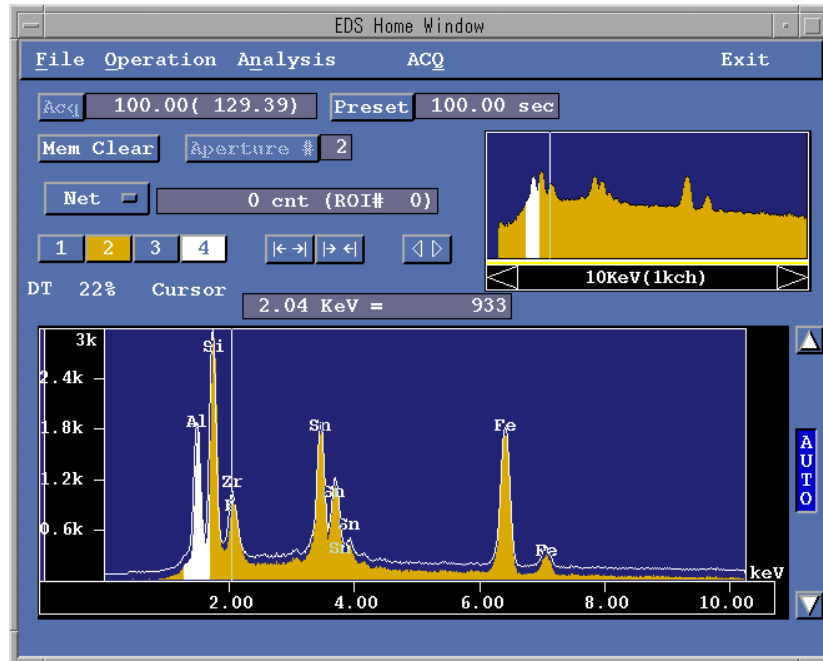 EDS Home Window
File Operation Analysis ACQ Exit
Acq 100.00( 129.39) Preset 100.00 sec
Mem Clear Aperture # 2
Net 0 cnt (ROI# 0)
1 2 3 4
10KeV(1kch)
DT 22% Cursor
2.04 KeV = 933
3k
Si
2.4k
1.8k
Al Sn Fe
AUTO
1.2k
Zr
Sn
0.6k
Sn
Sn
Fe
keV
2.00 4.00 6.00 8.00 10.00